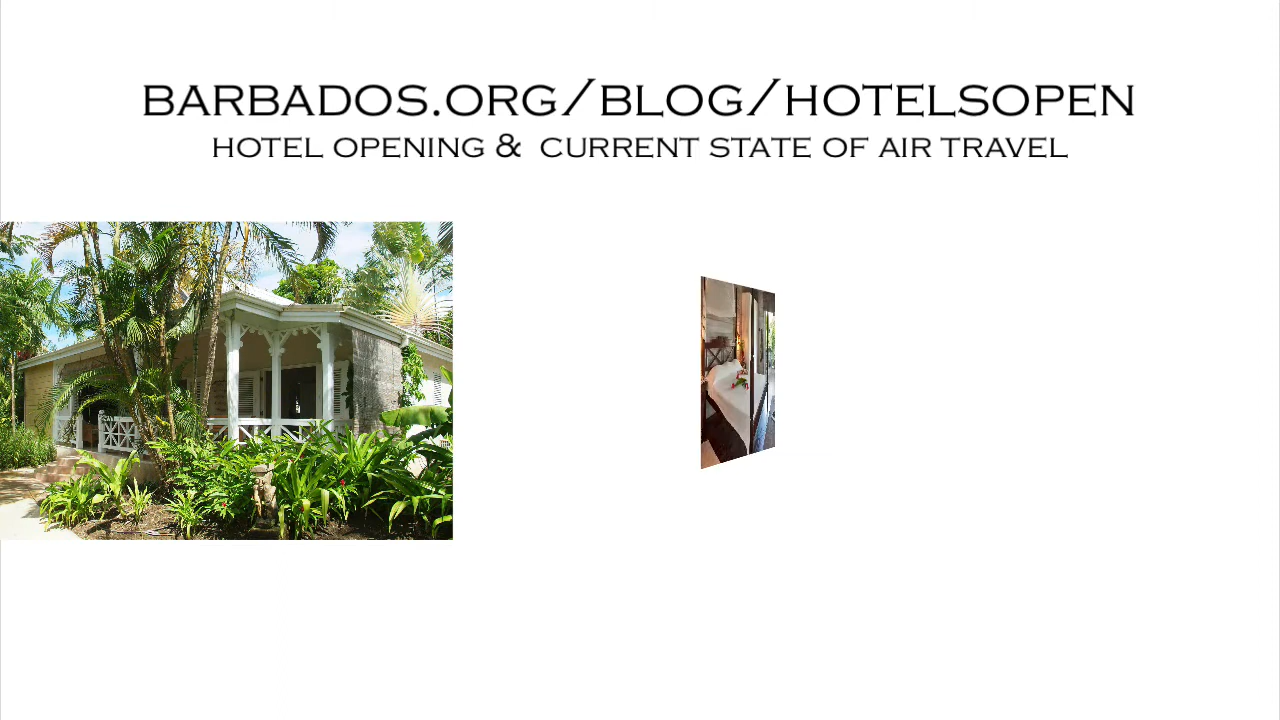 BARBADOS.ORG/BLOG/HOTELSOPEN
HOTEL OPENING & CURRENT STATE OF AIR TRAVEL